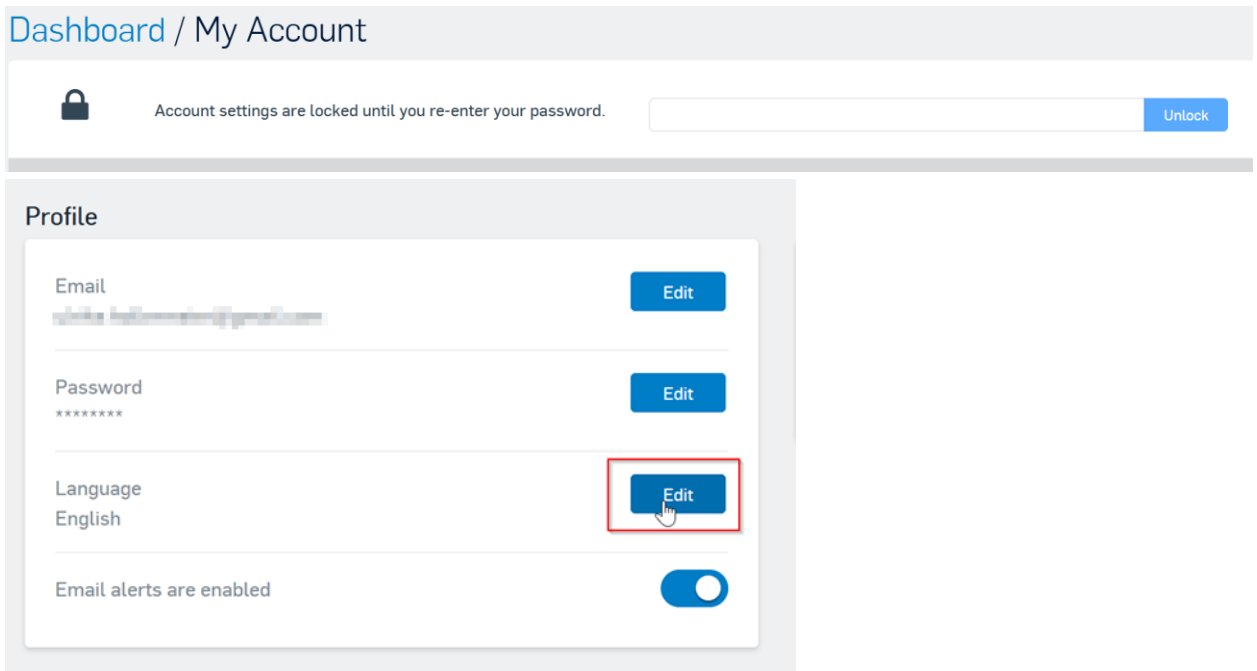 Dashboard / My Account
Account settings are locked until you re-enter your password.
Unlock
Profile
Email
Edit
Password
Edit
********
Language
Edit
English
Email alerts are enabled